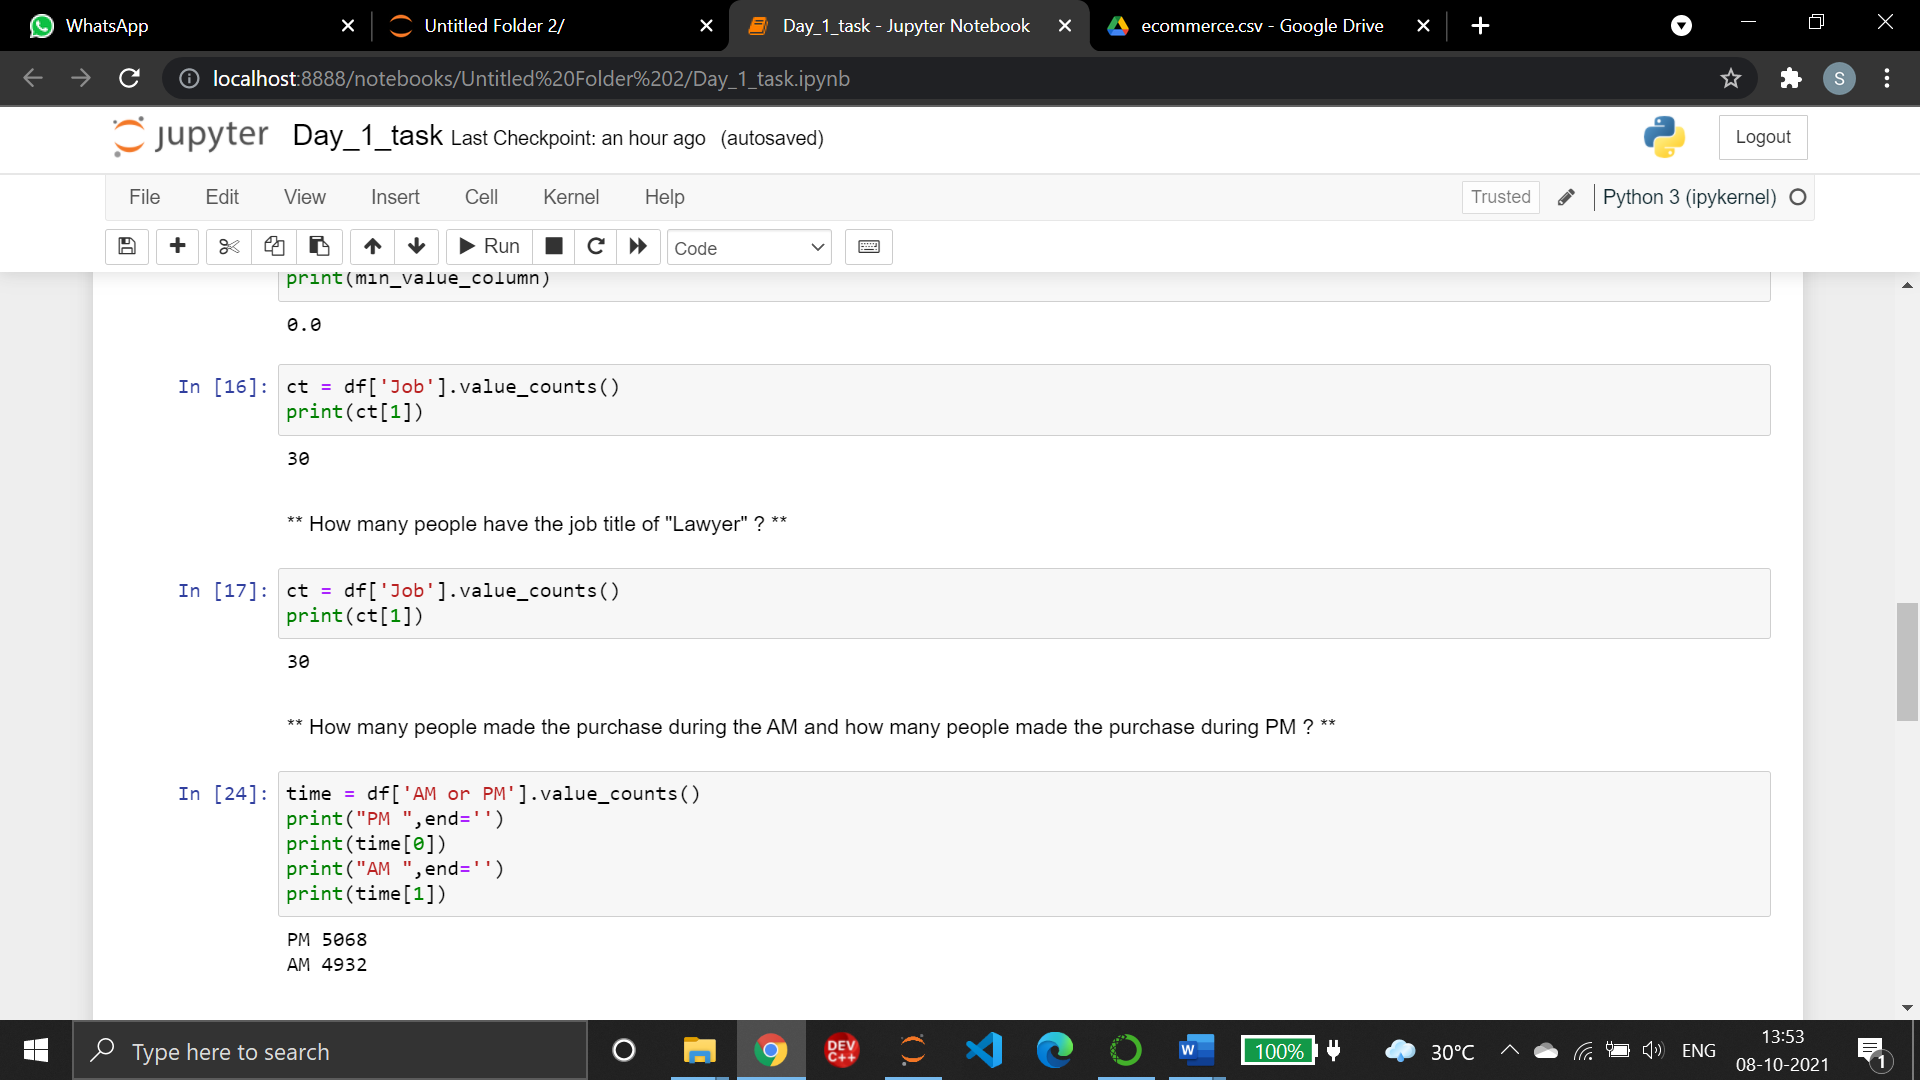 WhatsApp
Untitled Folder 2/
Day_1_task - Jupyter Notebook
ecommerce.csv - Google Drive
localhost:8888/notebooks/Untitled%20Folder%202/Day_1_task.ipynb
S
jupyter Day_1_task Last Checkpoint: an hour ago (autosaved)
Logout
File Edit View Insert Cell Kernel Help
Trusted Python 3 (ipykernel)
Run Code
print(min_value_column)
0.0
In [16]: ct = df['Job'].value_counts()
print(ct[1])
30
** How many people have the job title of "Lawyer" ? **
In [17]: ct = df['Job'].value_counts()
print(ct[1])
30
** How many people made the purchase during the AM and how many people made the purchase during PM ? **
In [24]: time = df['AM or PM'].value_counts()
print("PM ",end='')
print(time[0])
print("AM ",end='')
print(time[1])
PM 5068
AM 4932
Type here to search
DEV C++
W
100%
30°C
ENG
13:53
08-10-2021
1